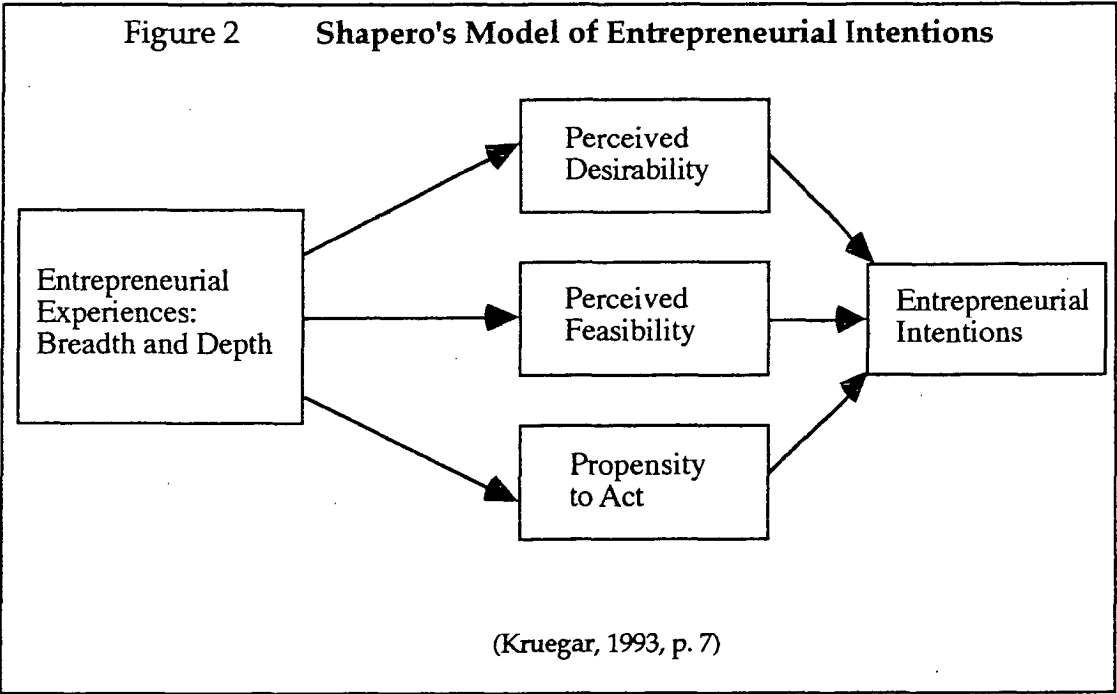 Figure 2 Shapero's Model of Entrepreneurial Intentions
Perceived
Desirability
Entrepreneurial
Experiences:
Breadth and Depth
Perceived
Feasibility
Entrepreneurial
Intentions
Propensity
to Act
(Kruegar, 1993, p. 7)